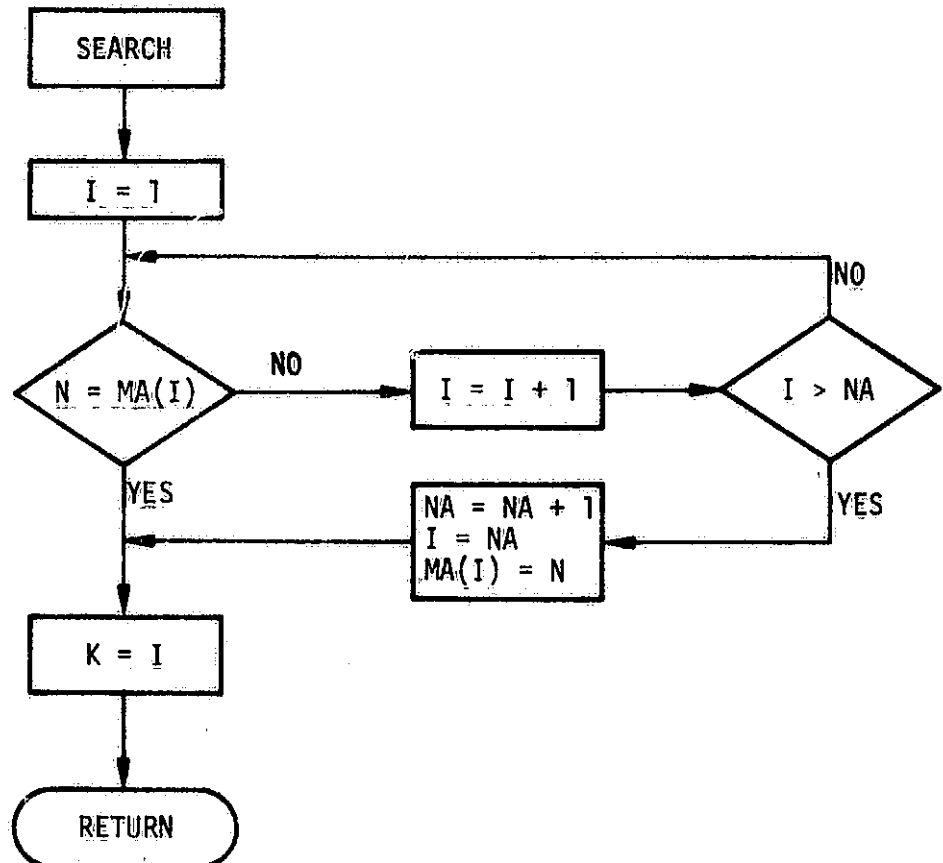 SEARCH
I = 1
NO
N = MA(I)
NO
I = I + 1
I > NA
YES
NA = NA + 1
I = NA
MA(I) = N
YES
K = I
RETURN